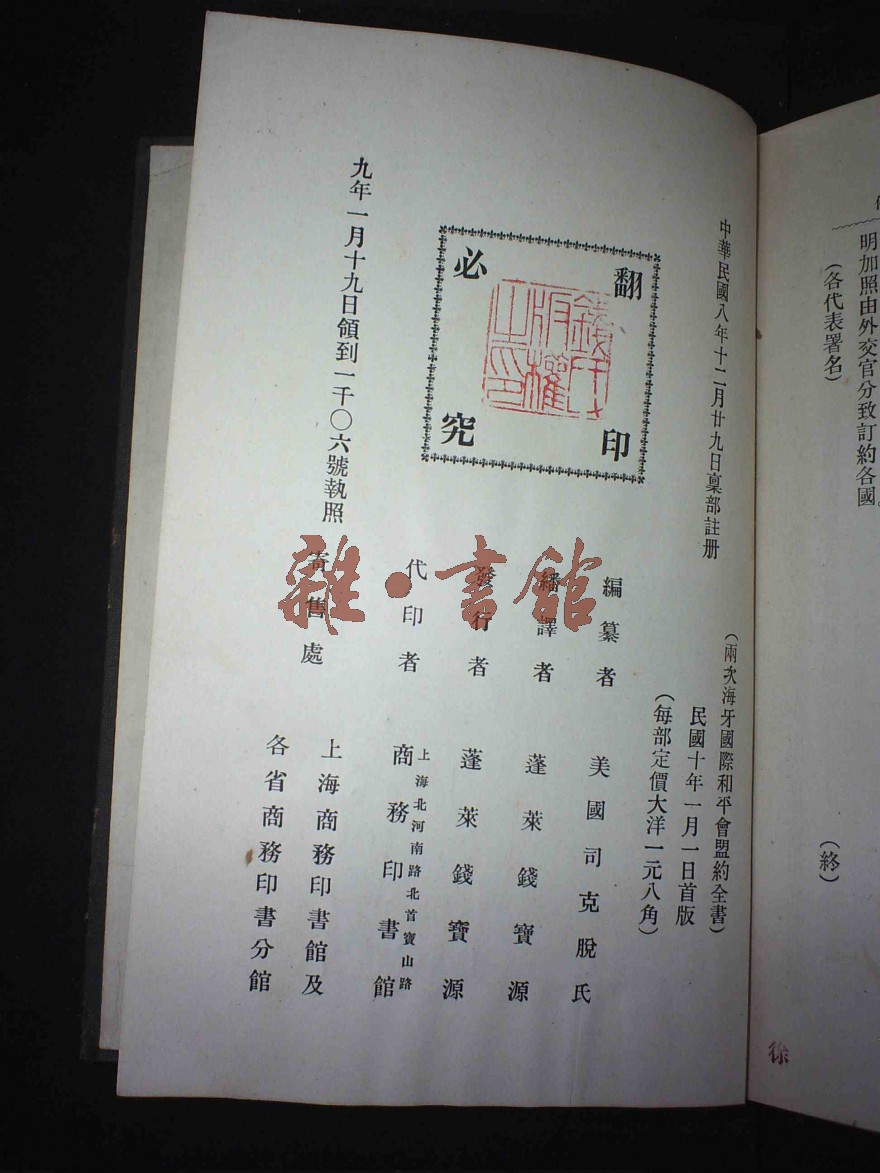 明加照由外交官分致訂約各國。
（各代表署名）
（終）
徐
中華民國八年十二月廿九日稟部註册
（兩次海牙國際和平會盟約全書）
民國十年一月一日首版
（每部定價大洋一元八角）
翻印
必究
錢氏
版權
之印
九年一月十九日領到一千〇六號執照
編纂者 美國司克脫氏
繙譯者 蓬萊錢寶源
發行者 蓬萊錢寶源
代印者 上海北河南路北首寶山路 商務印書館
寄售處 上海商務印書館及
各省商務印書分館
雜·書館